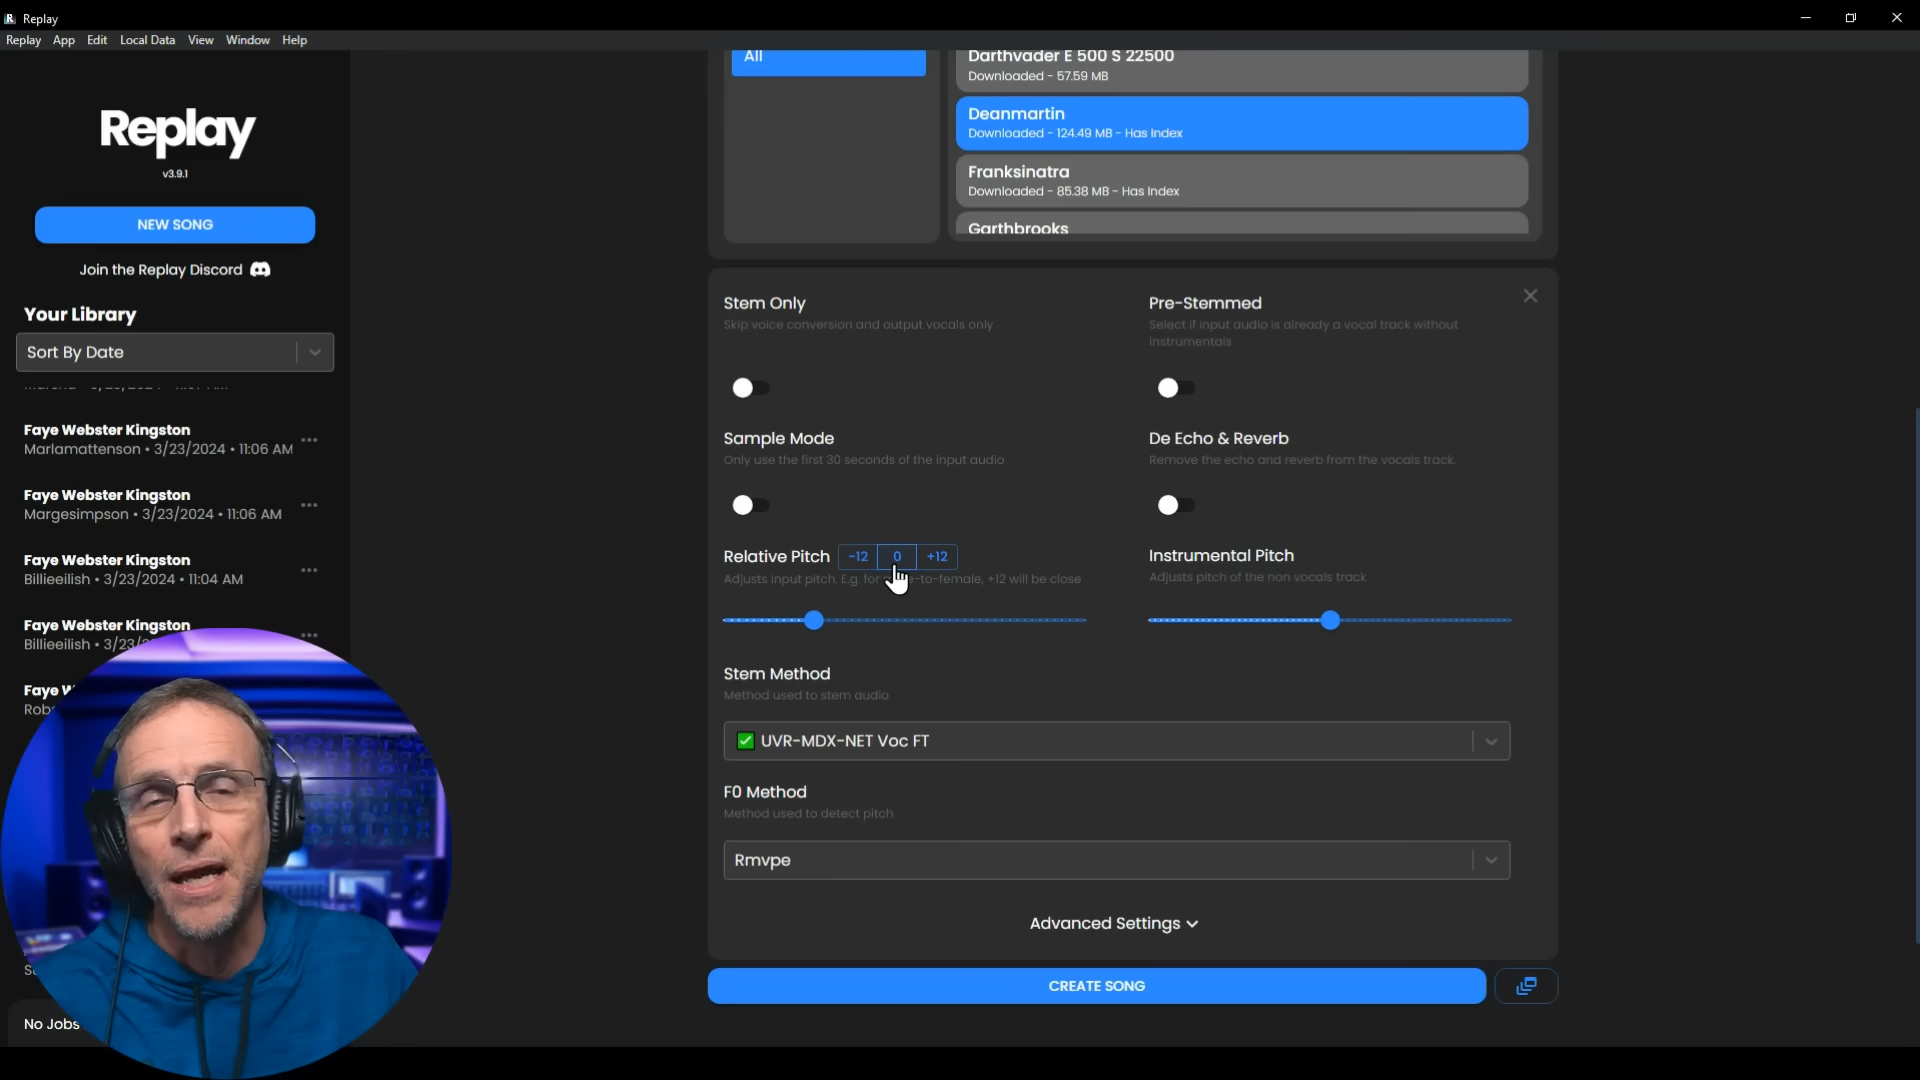 Replay
Replay App Edit Local Data View Window Help
Replay
v3.9.1
NEW SONG
Join the Replay Discord
Your Library
Sort By Date
Faye Webster Kingston
Marlamattenson • 3/23/2024 • 11:06 AM
Faye Webster Kingston
Margesimpson • 3/23/2024 • 11:06 AM
Faye Webster Kingston
Billieeilish • 3/23/2024 • 11:04 AM
Faye Webster Kingston
Billieeilish • 3/23/
Faye W
Rob
No Jobs
All
Darthvader E 500 S 22500
Downloaded - 57.59 MB
Deanmartin
Downloaded - 124.49 MB - Has Index
Franksinatra
Downloaded - 85.38 MB - Has Index
Garthbrooks
Stem Only
Skip voice conversion and output vocals only
Pre-Stemmed
Select if input audio is already a vocal track without
instrumentals
Sample Mode
Only use the first 30 seconds of the input audio
De Echo & Reverb
Remove the echo and reverb from the vocals track.
Relative Pitch -12 0 +12
Adjusts input pitch. E.g. for e-to-female, +12 will be close
Instrumental Pitch
Adjusts pitch of the non vocals track
Stem Method
Method used to stem audio
✅ UVR-MDX-NET Voc FT
F0 Method
Method used to detect pitch
Rmvpe
Advanced Settings
CREATE SONG